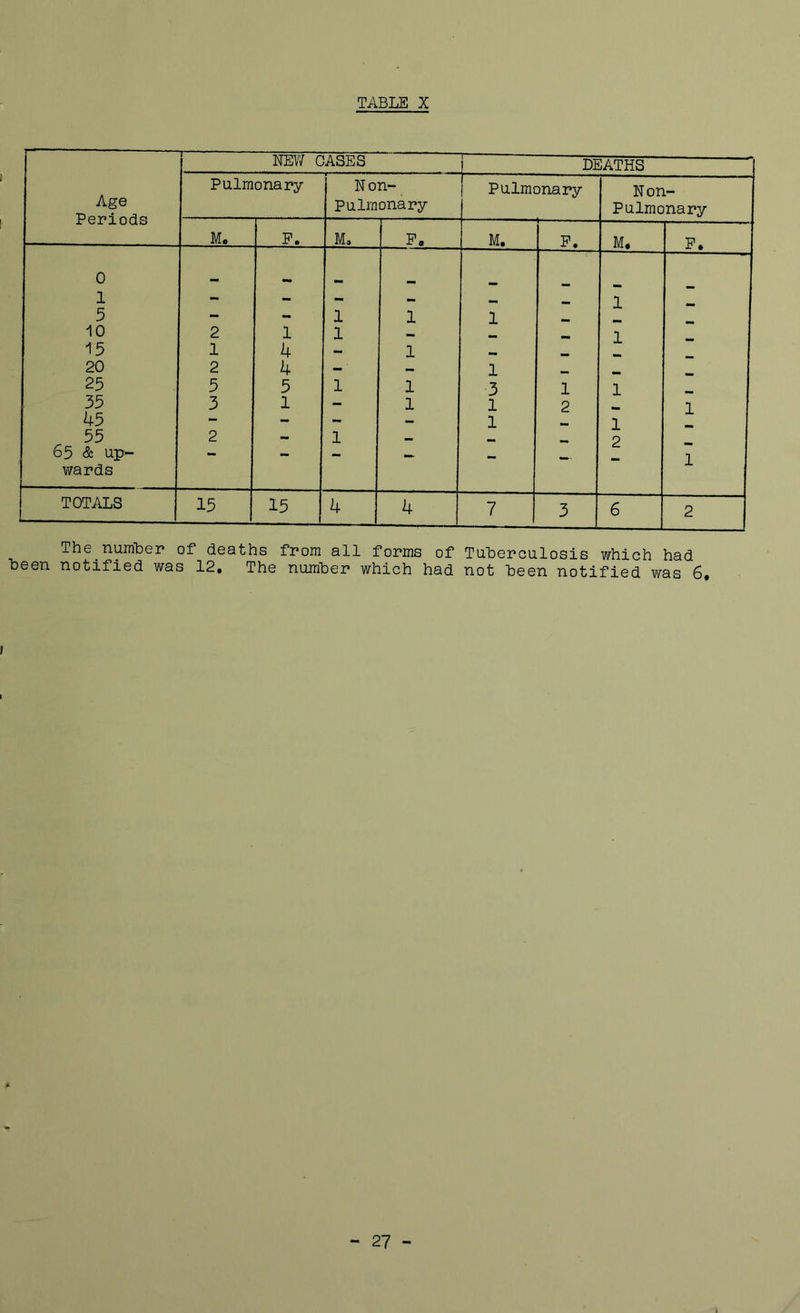 TABLE X
Age Periods | NEW CASES | DEATHS
Pulmonary | Non-Pulmonary | Pulmonary | Non-Pulmonary
M. | F. | M. | F. | M. | F. | M. | F.
0 | - | - | - | - | - | - | - | -
1 | - | - | - | - | - | - | 1 | -
5 | - | - | 1 | 1 | 1 | - | - | -
10 | 2 | 1 | 1 | - | - | - | 1 | -
15 | 1 | 4 | - | 1 | - | - | - | -
20 | 2 | 4 | - | - | 1 | - | - | -
25 | 5 | 5 | 1 | 1 | 3 | 1 | 1 | -
35 | 3 | 1 | - | 1 | 1 | 2 | - | 1
45 | - | - | - | - | 1 | - | 1 | -
55 | 2 | - | 1 | - | - | - | 2 | -
65 & up-wards | - | - | - | - | - | - | - | 1
TOTALS | 15 | 15 | 4 | 4 | 7 | 3 | 6 | 2
The number of deaths from all forms of Tuberculosis which had
been notified was 12. The number which had not been notified was 6.
- 27 -